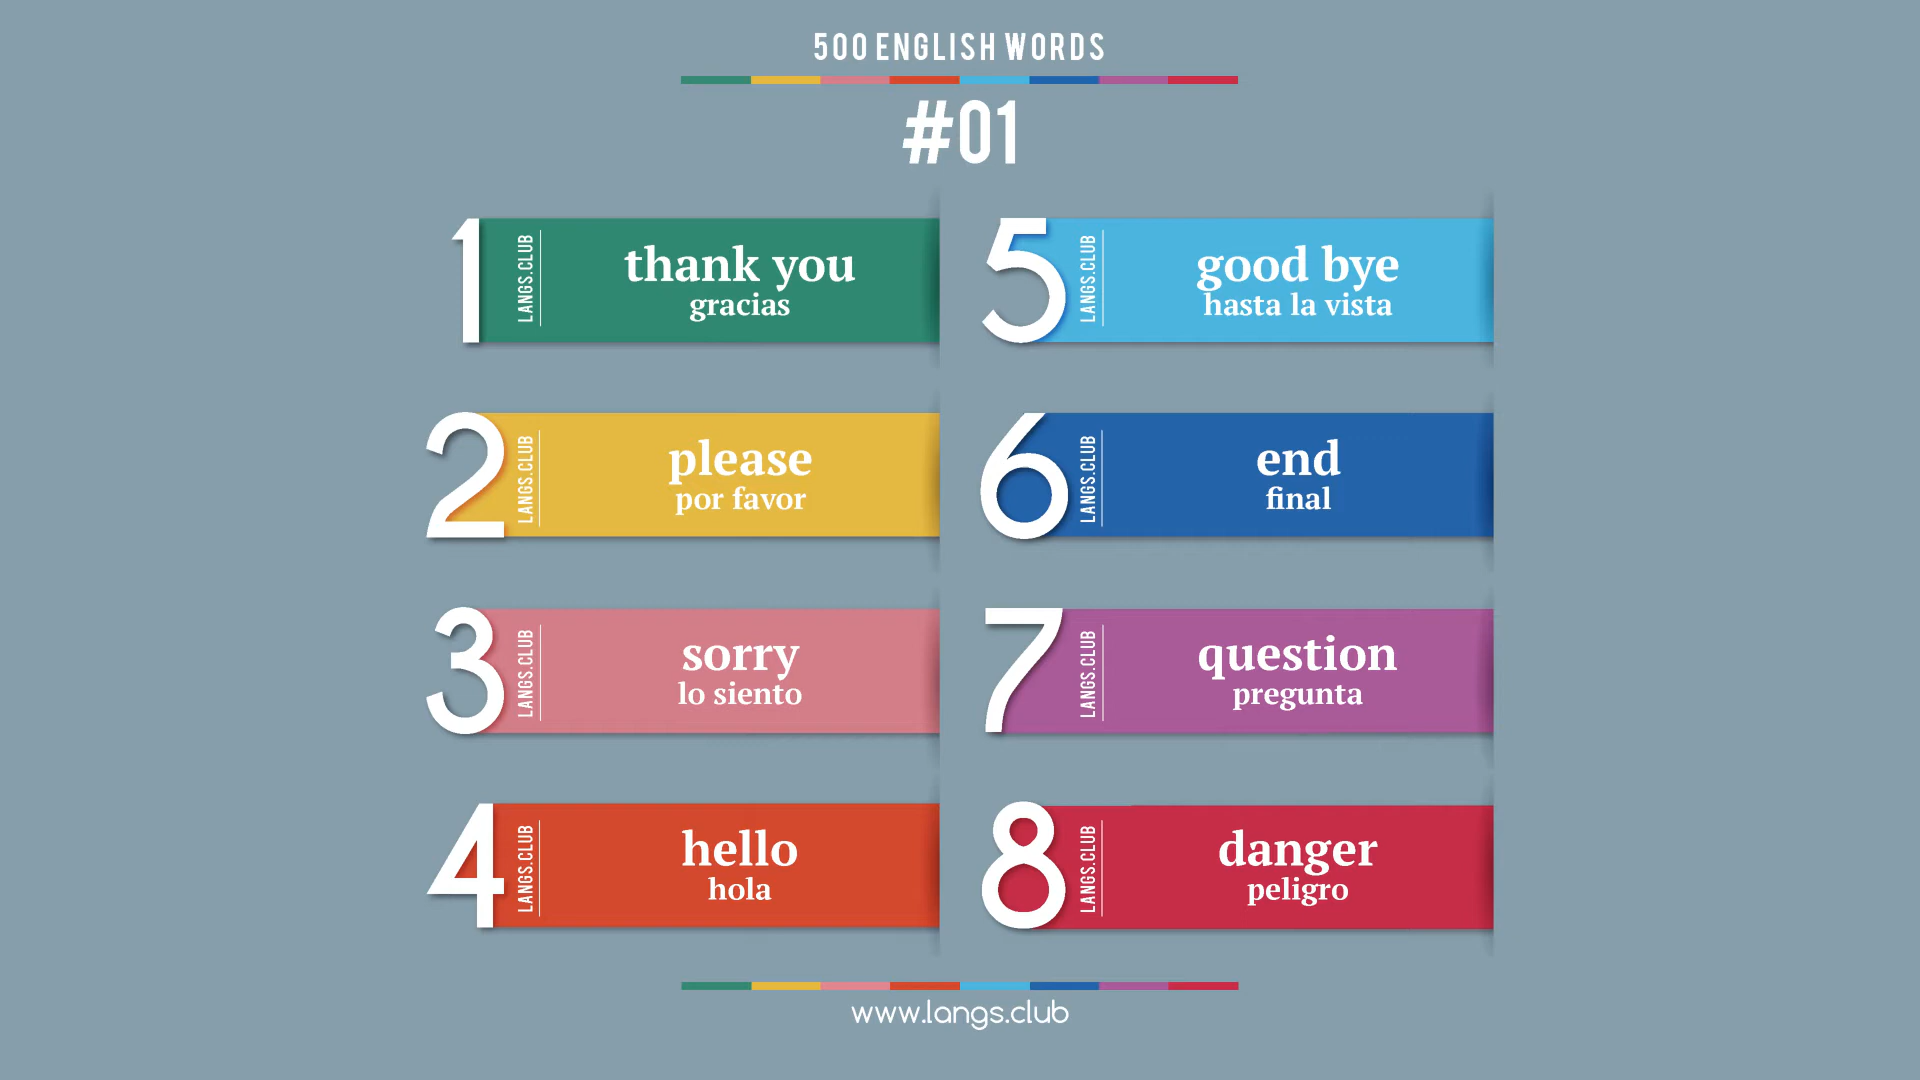 500 ENGLISH WORDS
#01
1
LANGS.CLUB
thank you
gracias
2
LANGS.CLUB
please
por favor
3
LANGS.CLUB
sorry
lo siento
4
LANGS.CLUB
hello
hola
5
LANGS.CLUB
good bye
hasta la vista
6
LANGS.CLUB
end
final
7
LANGS.CLUB
question
pregunta
8
LANGS.CLUB
danger
peligro
www.langs.club